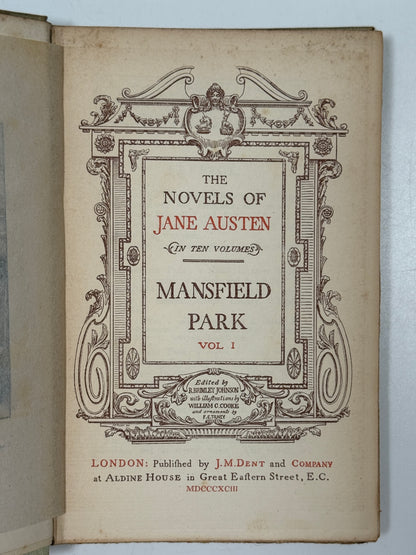 THE
NOVELS OF
JANE AUSTEN
IN TEN VOLUMES
MANSFIELD
PARK
VOL I
Edited by
R. BRIMLEY JOHNSON
with illustrations by
WILLIAM C. COOKE
and ornaments by
F. C. TILNEY
LONDON: Publiſhed by J. M. DENT and COMPANY
at ALDINE HOUSE in Great Eaſtern Street, E.C.
MDCCCXCIII